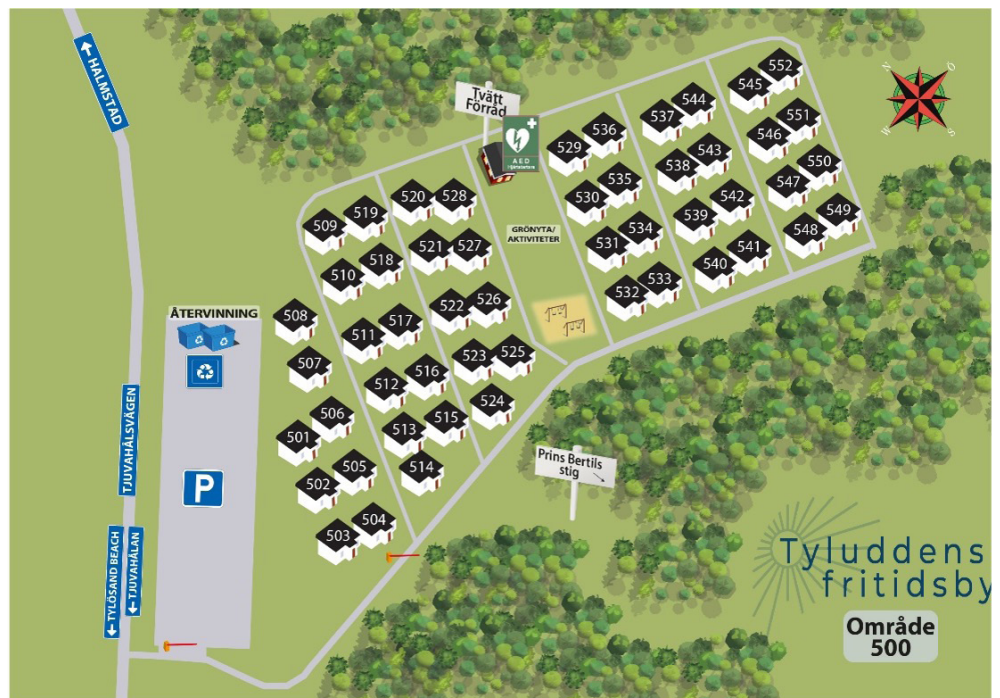 HALMSTAD
Tvätt
Förråd
AED
Hjärtstartare
N
O
W
S
552
545
544
551
537
536
546
529
543
550
538
535
547
530
542
549
539
534
548
531
541
540
533
532
520
528
519
509
521
527
518
510
GRÖNYTA/
AKTIVITETER
522
526
508
517
511
ÅTERVINNING
523
525
507
516
512
524
506
515
501
513
505
514
502
504
503
P
TJUVAHÅLSVÄGEN
TYLÖSAND BEACH
TJUVAHÅLAN
Prins Bertils
stig
Tyluddens
fritidsby
Område
500